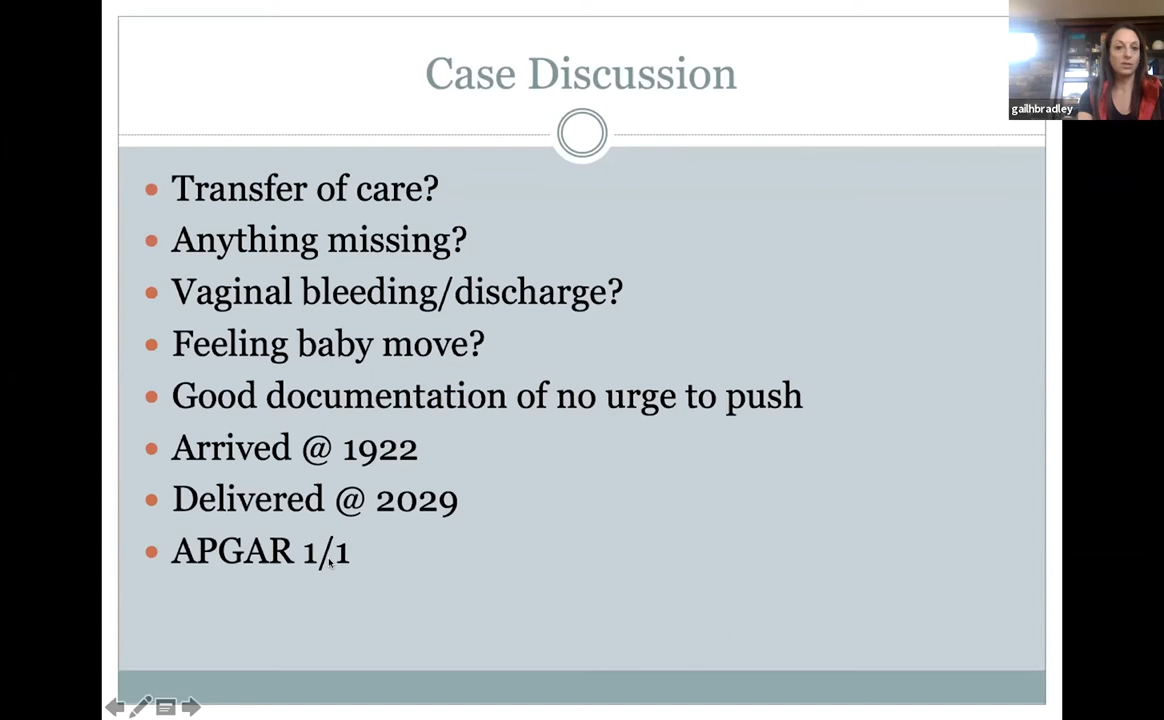 Case Discussion
gailhbradley
Transfer of care?
Anything missing?
Vaginal bleeding/discharge?
Feeling baby move?
Good documentation of no urge to push
Arrived @ 1922
Delivered @ 2029
APGAR 1/1